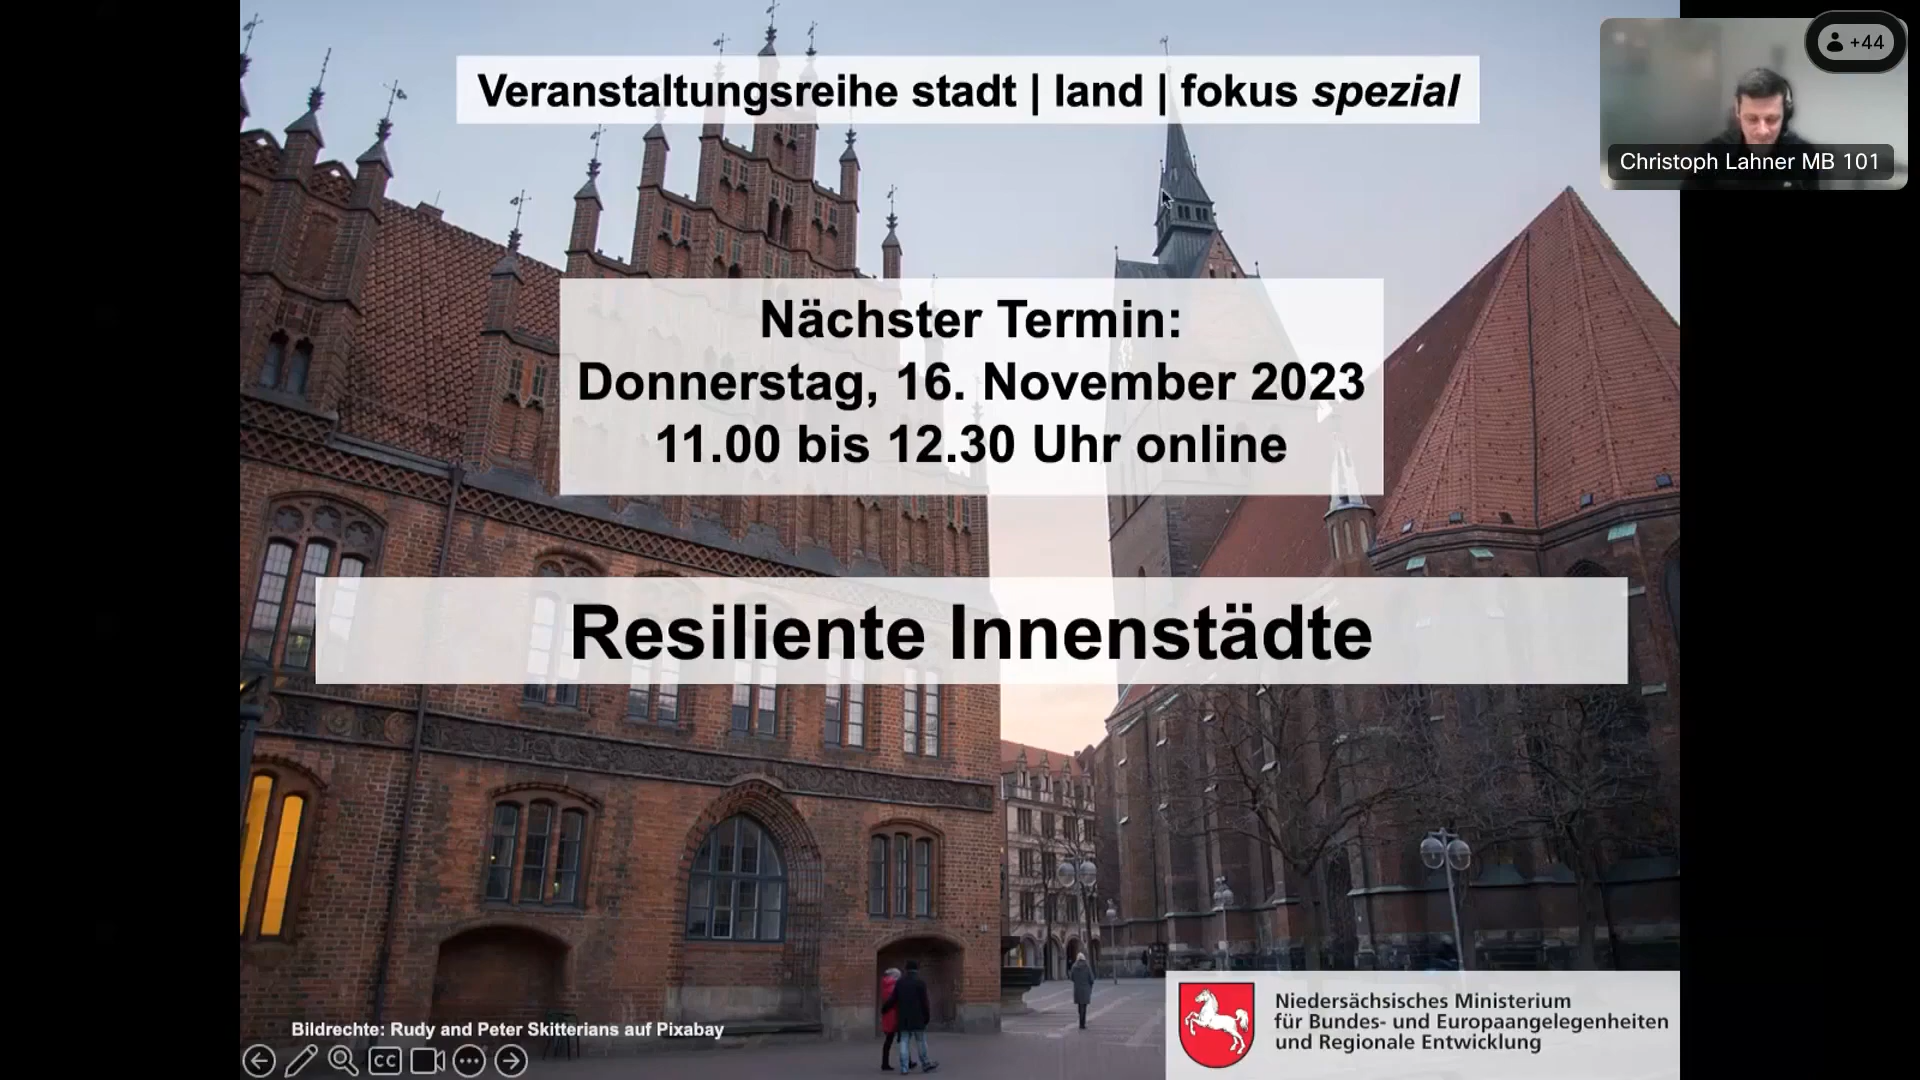 Veranstaltungsreihe stadt | land | fokus spezial
+44
Christoph Lahner MB 101
Nächster Termin:
Donnerstag, 16. November 2023
11.00 bis 12.30 Uhr online
Resiliente Innenstädte
Niedersächsisches Ministerium
für Bundes- und Europaangelegenheiten
und Regionale Entwicklung
Bildrechte: Rudy and Peter Skitterians auf Pixabay
CC